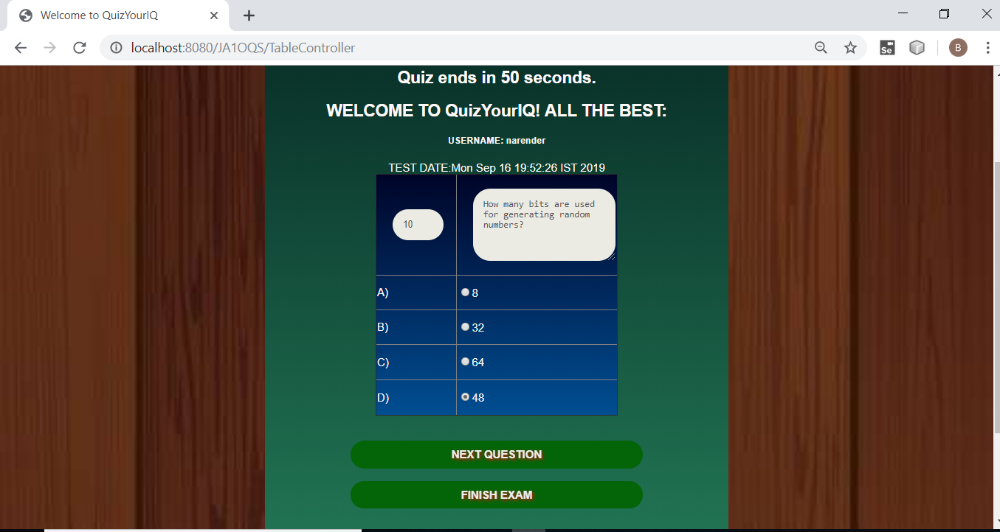 Welcome to QuizYourIQ
localhost:8080/JA1OQS/TableController
Se
B
Quiz ends in 50 seconds.
WELCOME TO QuizYourIQ! ALL THE BEST:
USERNAME: narender
TEST DATE:Mon Sep 16 19:52:26 IST 2019
10
How many bits are used
for generating random
numbers?
A) 8
B) 32
C) 64
D) 48
NEXT QUESTION
FINISH EXAM